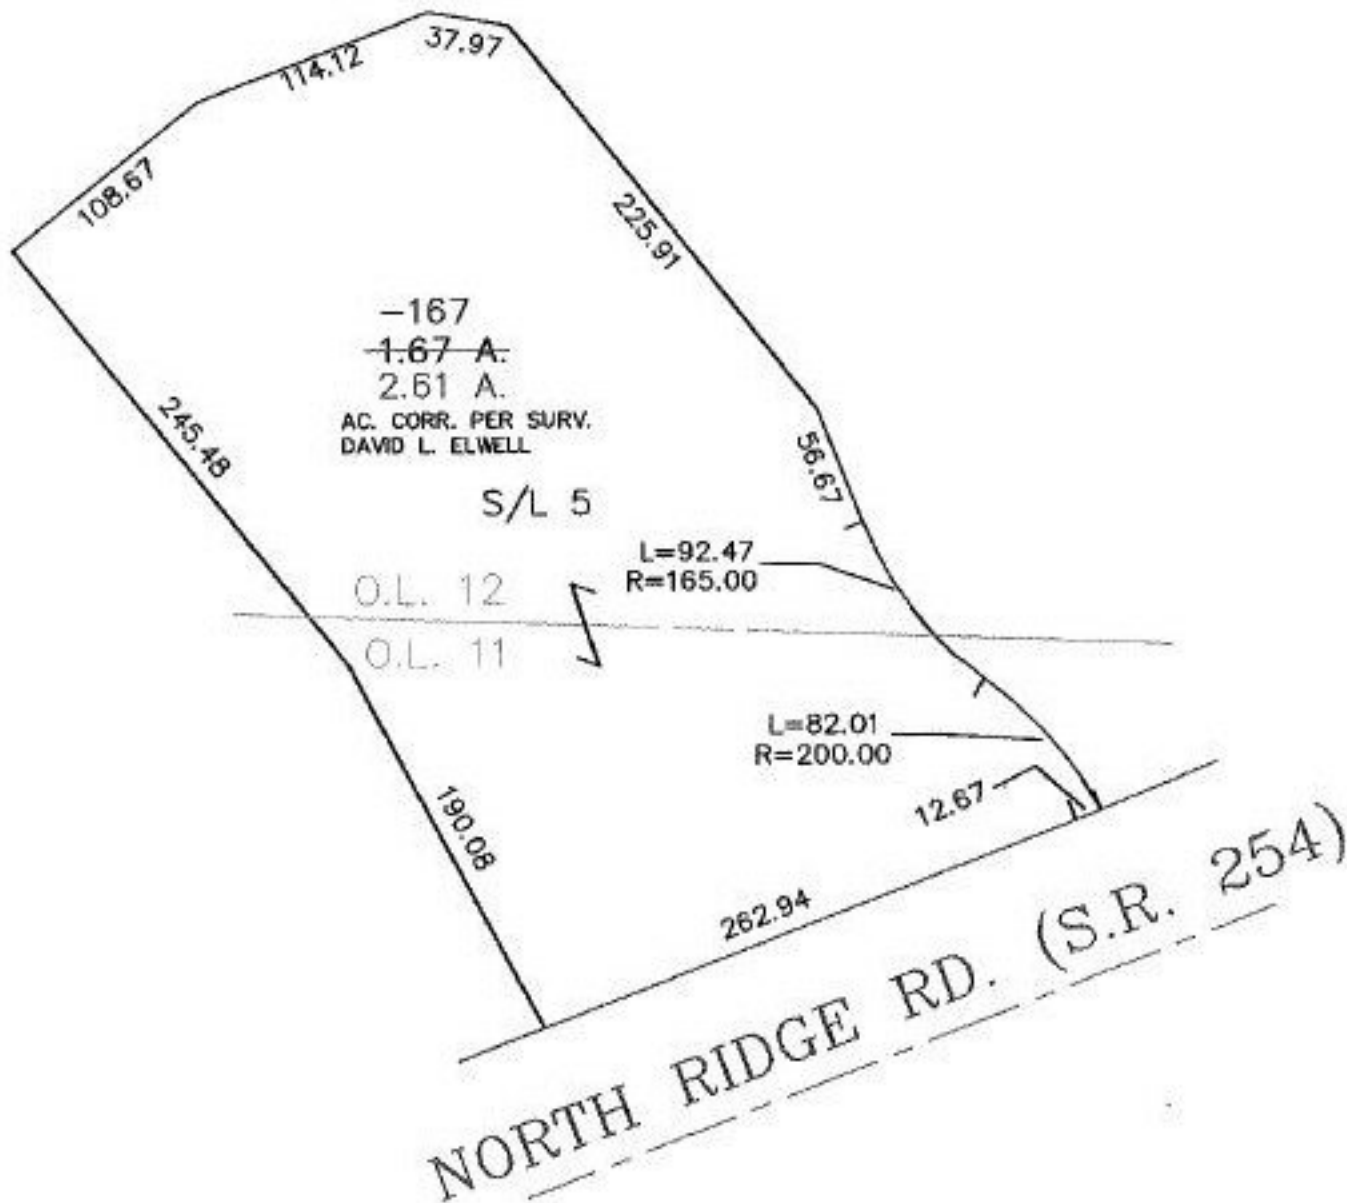 37.97
114.12
108.67
225.91
-167
1.67 A.
2.61 A.
AC. CORR. PER SURV.
DAVID L. ELWELL
245.48
56.67
S/L 5
L=92.47
R=165.00
O.L. 12
O.L. 11
L=82.01
R=200.00
12.67
190.08
262.94
NORTH RIDGE RD. (S.R. 254)